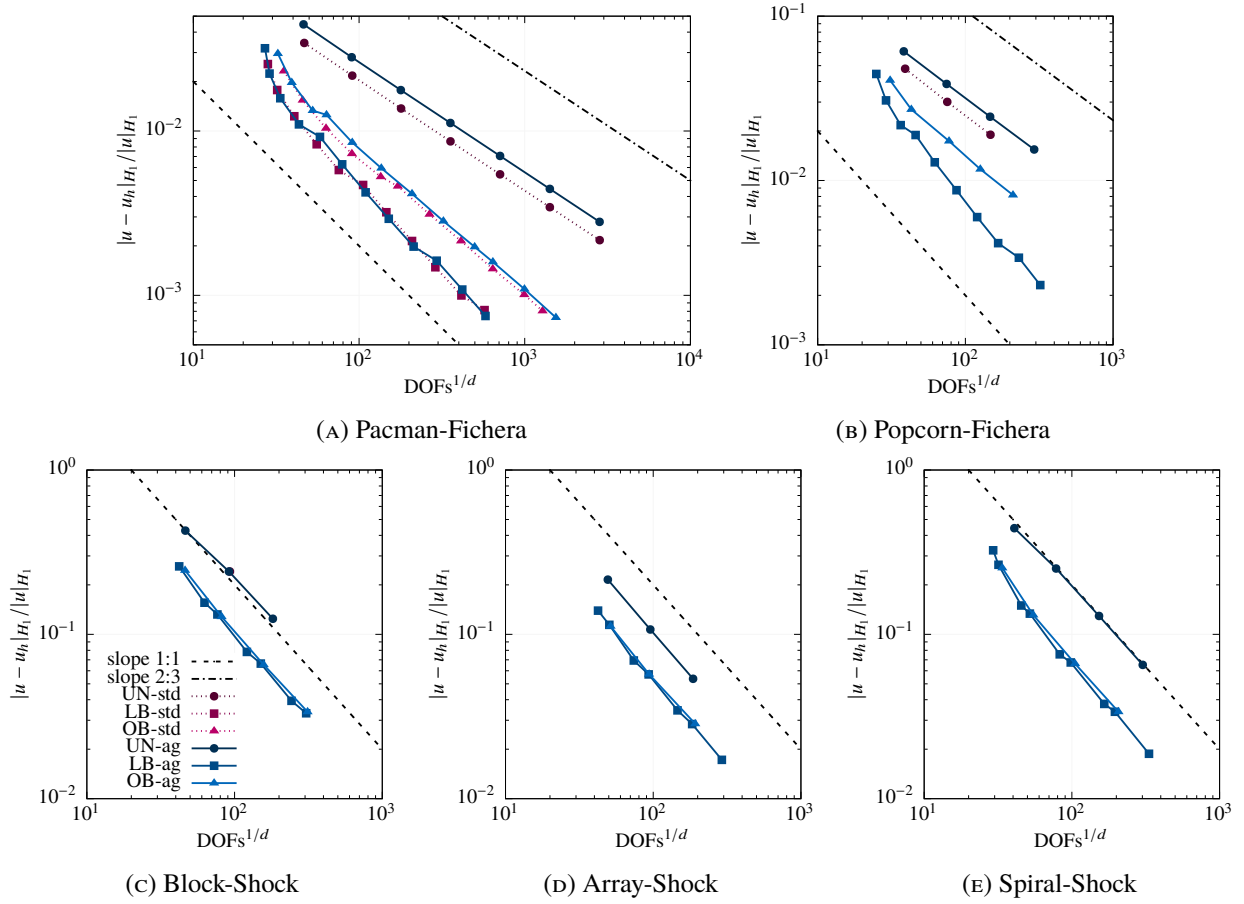 |u − u_h|_{H_1} / |u|_{H_1}
10^{−2}
10^{−3}
10^1
10^2
10^3
10^4
DOFs^{1/d}
(A) Pacman-Fichera
|u − u_h|_{H_1} / |u|_{H_1}
10^{−1}
10^{−2}
10^{−3}
10^1
10^2
10^3
DOFs^{1/d}
(B) Popcorn-Fichera
|u − u_h|_{H_1} / |u|_{H_1}
10^0
10^{−1}
10^{−2}
slope 1:1
slope 2:3
UN-std
LB-std
OB-std
UN-ag
LB-ag
OB-ag
10^1
10^2
10^3
DOFs^{1/d}
(C) Block-Shock
|u − u_h|_{H_1} / |u|_{H_1}
10^0
10^{−1}
10^{−2}
10^1
10^2
10^3
DOFs^{1/d}
(D) Array-Shock
|u − u_h|_{H_1} / |u|_{H_1}
10^0
10^{−1}
10^{−2}
10^1
10^2
10^3
DOFs^{1/d}
(E) Spiral-Shock